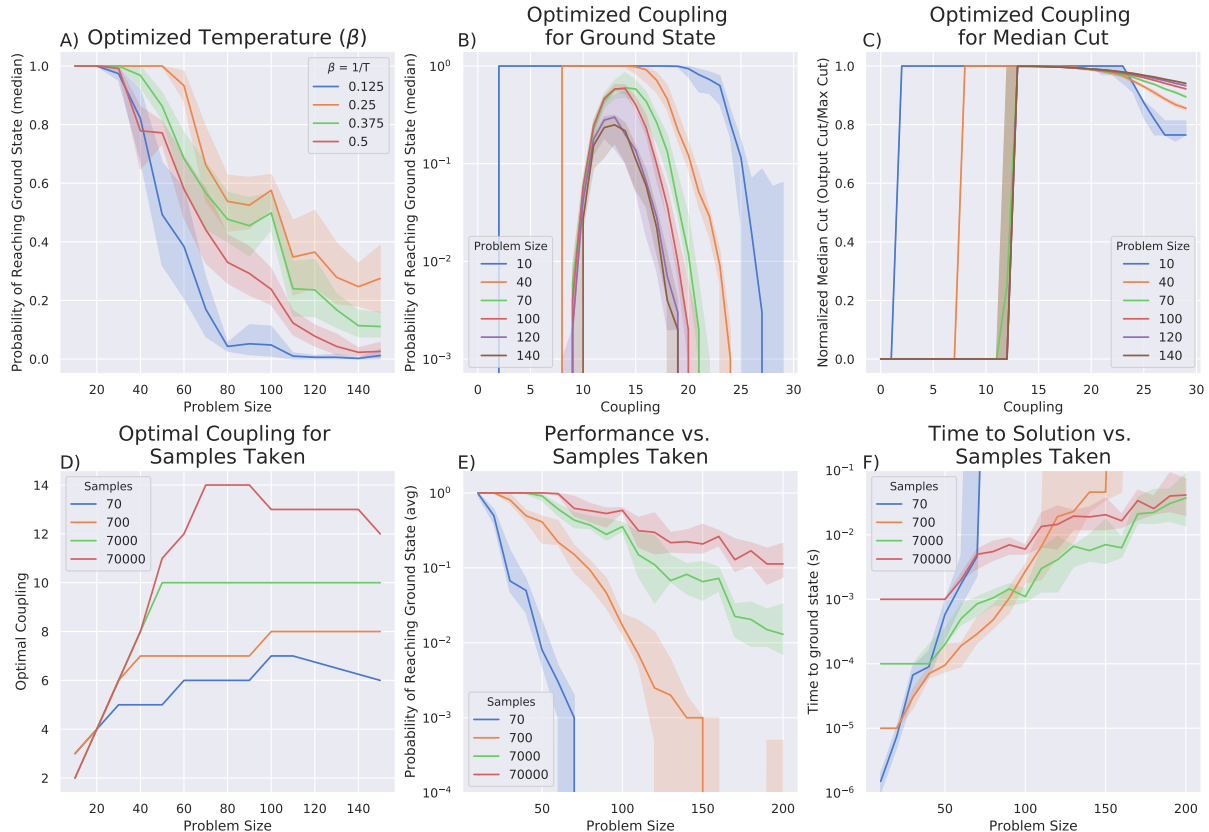 A) Optimized Temperature (β)
Probability of Reaching Ground State (median)
1.0
0.8
0.6
0.4
0.2
0.0
β = 1/T
0.125
0.25
0.375
0.5
20 40 60 80 100 120 140
Problem Size
B) Optimized Coupling
for Ground State
Probability of Reaching Ground State (median)
10⁰
10⁻¹
10⁻²
10⁻³
Problem Size
10
40
70
100
120
140
0 5 10 15 20 25 30
Coupling
C) Optimized Coupling
for Median Cut
Normalized Median Cut (Output Cut/Max Cut)
1.0
0.8
0.6
0.4
0.2
0.0
Problem Size
10
40
70
100
120
140
0 5 10 15 20 25 30
Coupling
D) Optimal Coupling for
Samples Taken
Optimal Coupling
14
12
10
8
6
4
2
Samples
70
700
7000
70000
20 40 60 80 100 120 140
Problem Size
E) Performance vs.
Samples Taken
Probability of Reaching Ground State (avg)
10⁰
10⁻¹
10⁻²
10⁻³
10⁻⁴
Samples
70
700
7000
70000
50 100 150 200
Problem Size
F) Time to Solution vs.
Samples Taken
Time to ground state (s)
10⁻¹
10⁻²
10⁻³
10⁻⁴
10⁻⁵
10⁻⁶
Samples
70
700
7000
70000
50 100 150 200
Problem Size